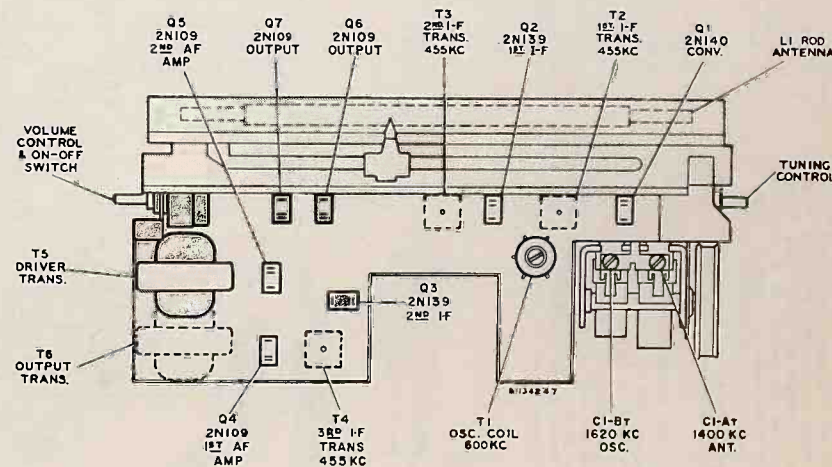 Q5
2N109
2ND AF
AMP
Q7
2N109
OUTPUT
Q6
2N109
OUTPUT
T3
2ND I-F
TRANS.
455KC
Q2
2N139
1ST I-F
T2
1ST I-F
TRANS.
455KC
Q1
2N140
CONV.
L1 ROD
ANTENNA
VOLUME
CONTROL
& ON-OFF
SWITCH
TUNING
CONTROL
T5
DRIVER
TRANS.
Q3
2N139
2ND I-F
T6
OUTPUT
TRANS.
Q4
2N109
1ST AF
AMP
T4
3RD I-F
TRANS
455KC
T1
OSC. COIL
600KC
C1-BT
1620 KC
OSC.
C1-AT
1400 KC
ANT.